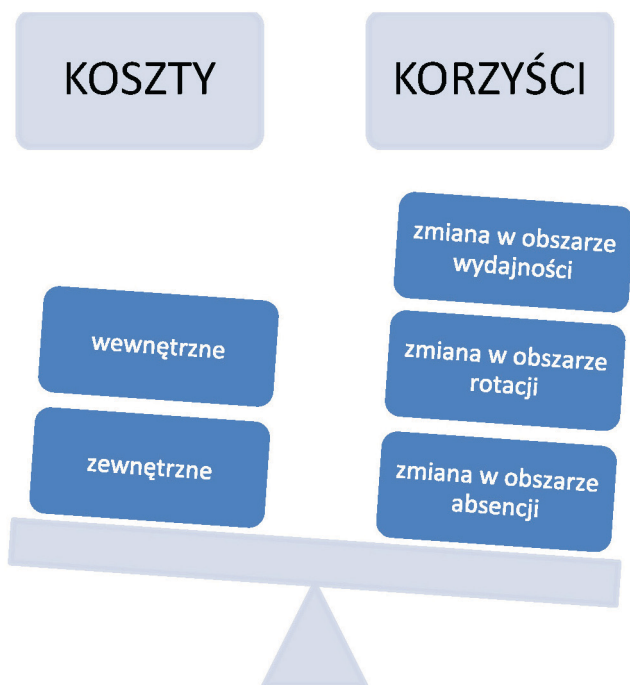 KOSZTY
KORZYŚCI
wewnętrzne
zewnętrzne
zmiana w obszarze
wydajności
zmiana w obszarze
rotacji
zmiana w obszarze
absencji